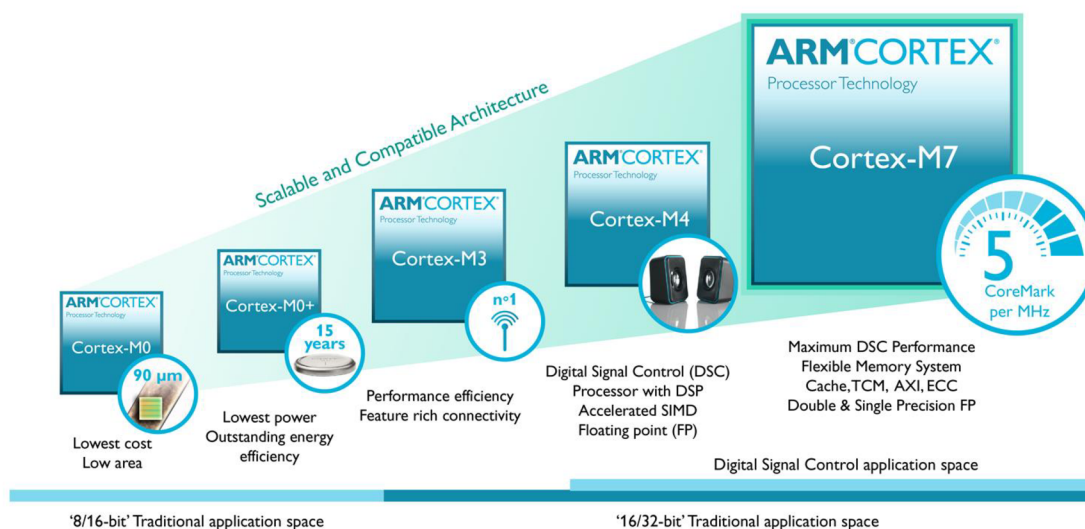 Scalable and Compatible Architecture
ARM®CORTEX®
Processor Technology
Cortex-M0
90 µm
Lowest cost
Low area
ARM®CORTEX®
Processor Technology
Cortex-M0+
15
years
Lowest power
Outstanding energy
efficiency
ARM®CORTEX®
Processor Technology
Cortex-M3
nº1
Performance efficiency
Feature rich connectivity
ARM®CORTEX®
Processor Technology
Cortex-M4
Digital Signal Control (DSC)
Processor with DSP
Accelerated SIMD
Floating point (FP)
ARM®CORTEX®
Processor Technology
Cortex-M7
5
CoreMark
per MHz
Maximum DSC Performance
Flexible Memory System
Cache, TCM, AXI, ECC
Double & Single Precision FP
Digital Signal Control application space
‘8/16-bit’ Traditional application space
‘16/32-bit’ Traditional application space